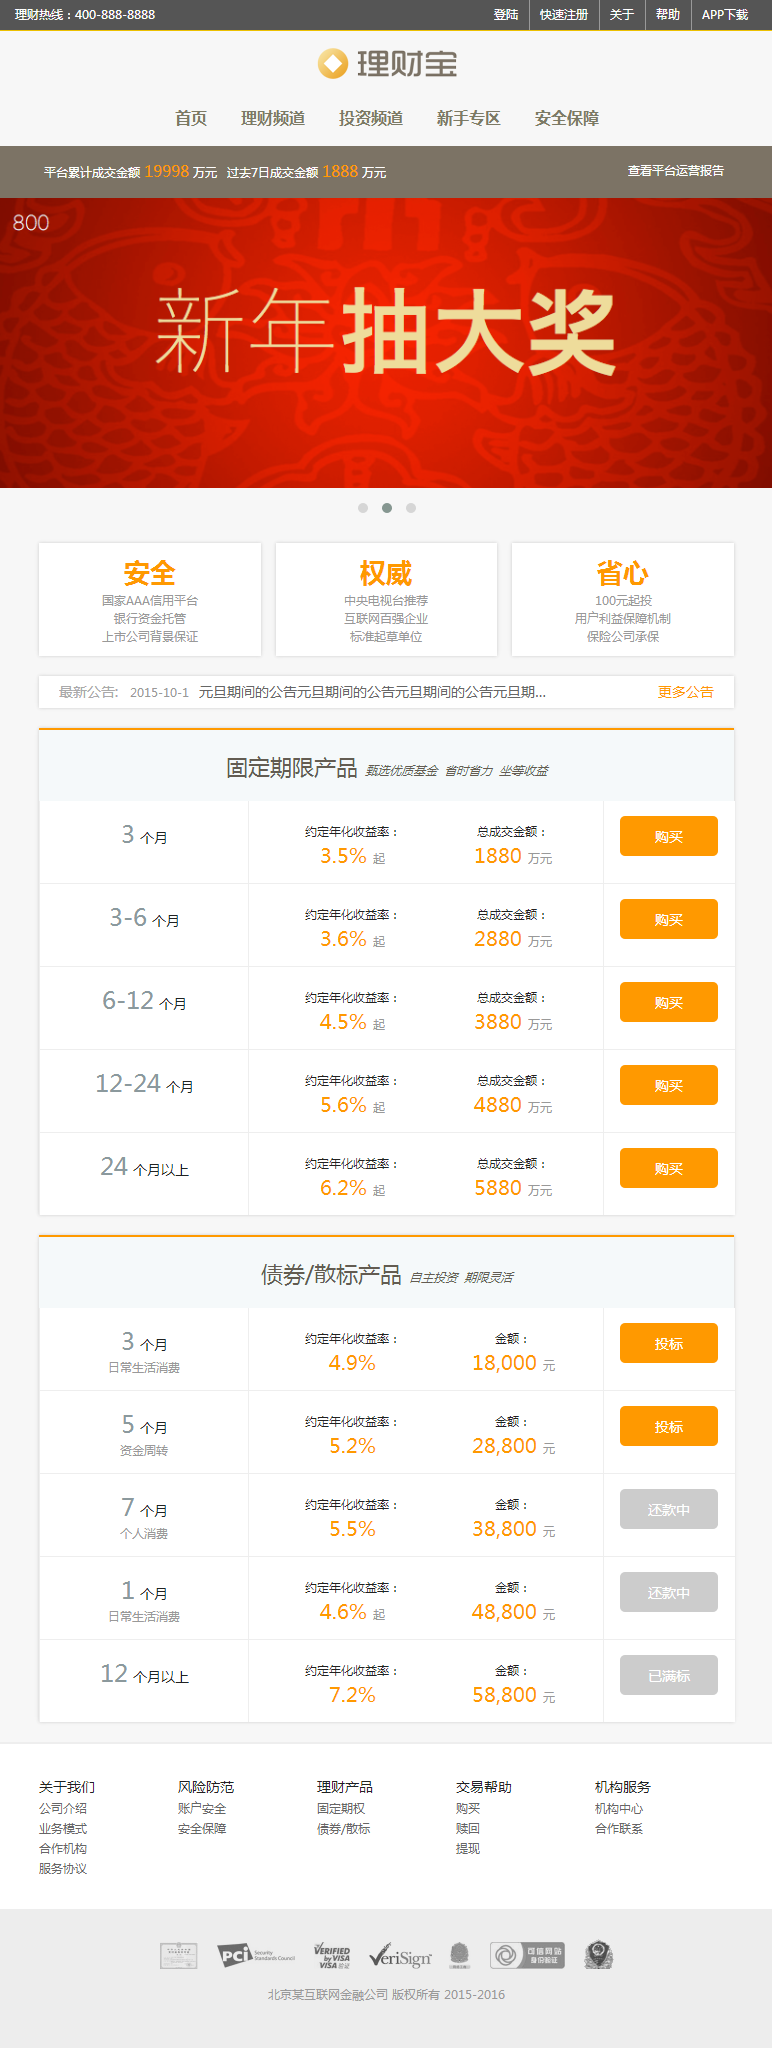 理财热线：400-888-8888 登陆 快速注册 关于 帮助 APP下载
理财宝
首页 理财频道 投资频道 新手专区 安全保障
平台累计成交金额 19998 万元 过去7日成交金额 1888 万元 查看平台运营报告
800
新年抽大奖
安全
国家AAA信用平台
银行资金托管
上市公司背景保证
权威
中央电视台推荐
互联网百强企业
标准起草单位
省心
100元起投
用户利益保障机制
保险公司承保
最新公告: 2015-10-1 元旦期间的公告元旦期间的公告元旦期间的公告元旦期... 更多公告
固定期限产品 甄选优质基金 省时省力 坐等收益
3 个月 约定年化收益率： 3.5% 起 总成交金额： 1880 万元 购买
3-6 个月 约定年化收益率： 3.6% 起 总成交金额： 2880 万元 购买
6-12 个月 约定年化收益率： 4.5% 起 总成交金额： 3880 万元 购买
12-24 个月 约定年化收益率： 5.6% 起 总成交金额： 4880 万元 购买
24 个月以上 约定年化收益率： 6.2% 起 总成交金额： 5880 万元 购买
债券/散标产品 自主投资 期限灵活
3 个月 日常生活消费 约定年化收益率： 4.9% 金额： 18,000 元 投标
5 个月 资金周转 约定年化收益率： 5.2% 金额： 28,800 元 投标
7 个月 个人消费 约定年化收益率： 5.5% 金额： 38,800 元 还款中
1 个月 日常生活消费 约定年化收益率： 4.6% 起 金额： 48,800 元 还款中
12 个月以上 约定年化收益率： 7.2% 金额： 58,800 元 已满标
关于我们
公司介绍
业务模式
合作机构
服务协议
风险防范
账户安全
安全保障
理财产品
固定期权
债券/散标
交易帮助
购买
赎回
提现
机构服务
机构中心
合作联系
PCI Security Standards Council
VERIFIED by VISA
VISA 验证
VeriSign
可信网站
身份验证
北京某互联网金融公司 版权所有 2015-2016